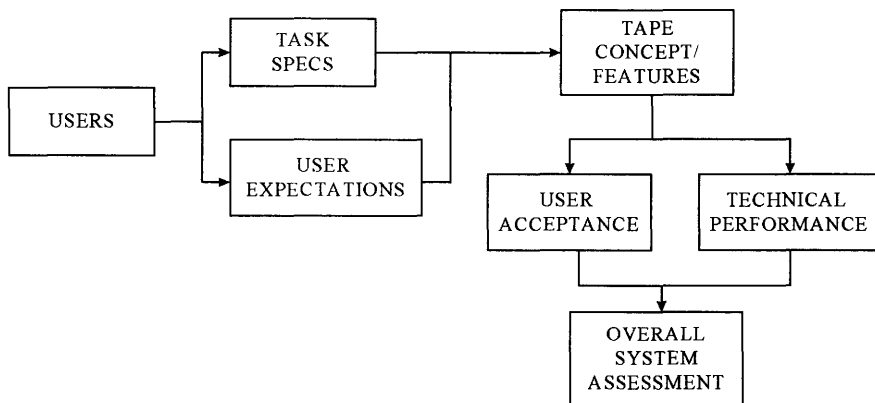 TASK
SPECS
TAPE
CONCEPT/
FEATURES
USERS
USER
EXPECTATIONS
USER
ACCEPTANCE
TECHNICAL
PERFORMANCE
OVERALL
SYSTEM
ASSESSMENT